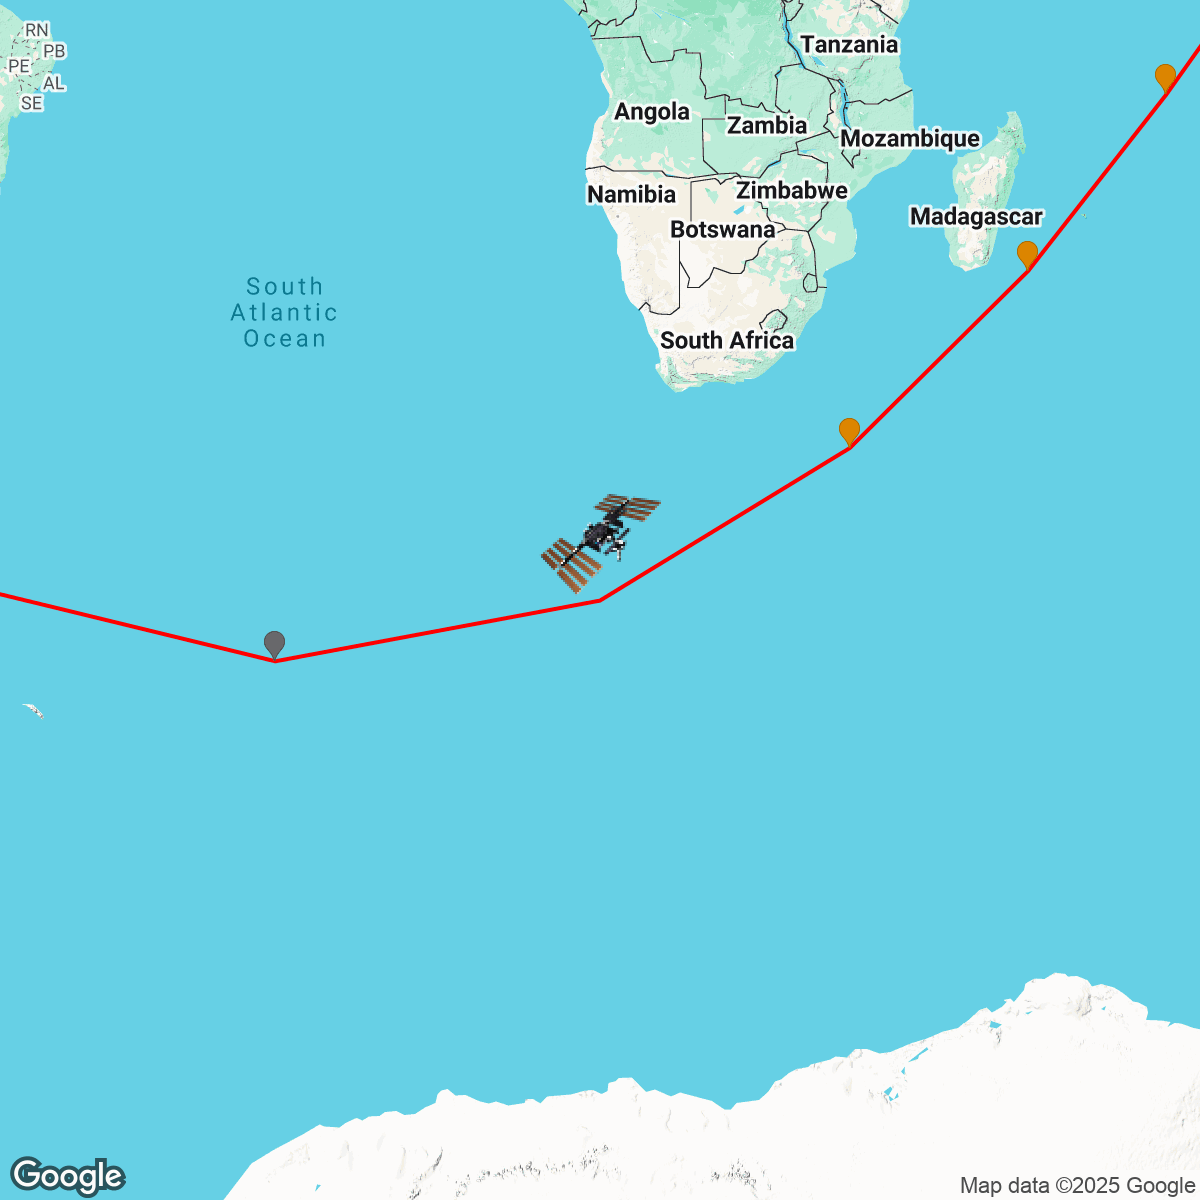 RN
PB
PE
AL
SE
Tanzania
Angola
Zambia
Mozambique
Namibia
Zimbabwe
Madagascar
Botswana
South
Atlantic
Ocean
South Africa
Google
Map data ©2025 Google